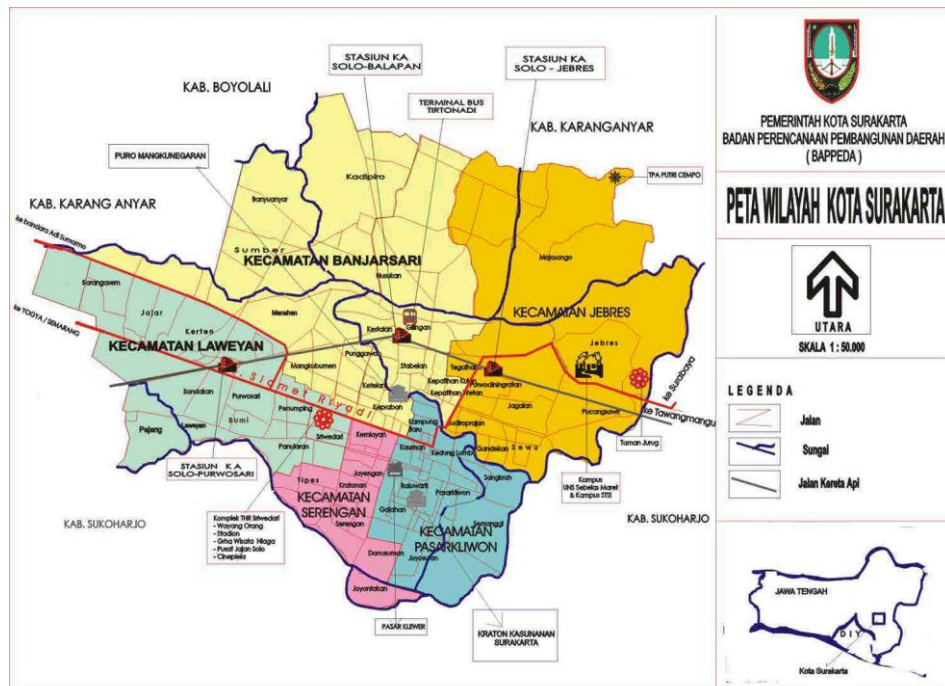 STASIUN KA
SOLO-BALAPAN
STASIUN KA
SOLO - JEBRES
KAB. BOYOLALI
TERMINAL BUS
TIRTONADI
KAB. KARANGANYAR
PURO MANGKUNEGARAN
TPA PUTRI CEMPO
Kadipiro
Banyuanyar
KAB. KARANG ANYAR
ke bandara Adi Sumarmo
Sumber
KECAMATAN BANJARSARI
Nusukan
Mojosongo
Karangasem
Jajar
ke YOGYA / SEMARANG
Kerten
Manahan
Kestalan
Gilingan
KECAMATAN JEBRES
Jebres
KECAMATAN LAWEYAN
Punggawan
Stabelan
Tegalharjo
Mangkubumen
Kepatihan Kulon
Purwodiningratan
Kepatihan Wetan
Ketelan
Sondakan
Purwosari
Slamet Riyadi
Keprabon
Jagalan
Pucangsawit
ke Surabaya
ke Tawangmangu
Penumping
Kampung
Baru
Sudiroprajan
Pajang
Laweyan
Bumi
Sriwedari
Kemlayan
Kauman
Kedung Lumbu
Gandekan
Sewu
Taman Jurug
Panularan
STASIUN KA
SOLO-PURWOSARI
Tipes
Jayengan
Kratonan
Baluwarti
Sangkrah
Pasarkliwon
Kampus
UNS Sebelas Maret
& Kampus STSI
KECAMATAN
SERENGAN
Serengan
Gajahan
KECAMATAN
PASARKLIWON
Semanggi
KAB. SUKOHARJO
KAB. SUKOHARJO
Komplek THR Sriwedari
- Wayang Orang
- Stadion
- Grha Wisata Niaga
- Pusat Jajan Solo
- Cineplek
Danusuman
Joyosuran
Joyontakan
PASAR KLEWER
KRATON KASUNANAN
SURAKARTA
PEMERINTAH KOTA SURAKARTA
BADAN PERENCANAAN PEMBANGUNAN DAERAH
( BAPPEDA )
PETA WILAYAH KOTA SURAKARTA
UTARA
SKALA 1 : 50.000
LEGENDA
Jalan
Sungai
Jalan Kereta Api
JAWA TENGAH
DIY
Kota Surakarta